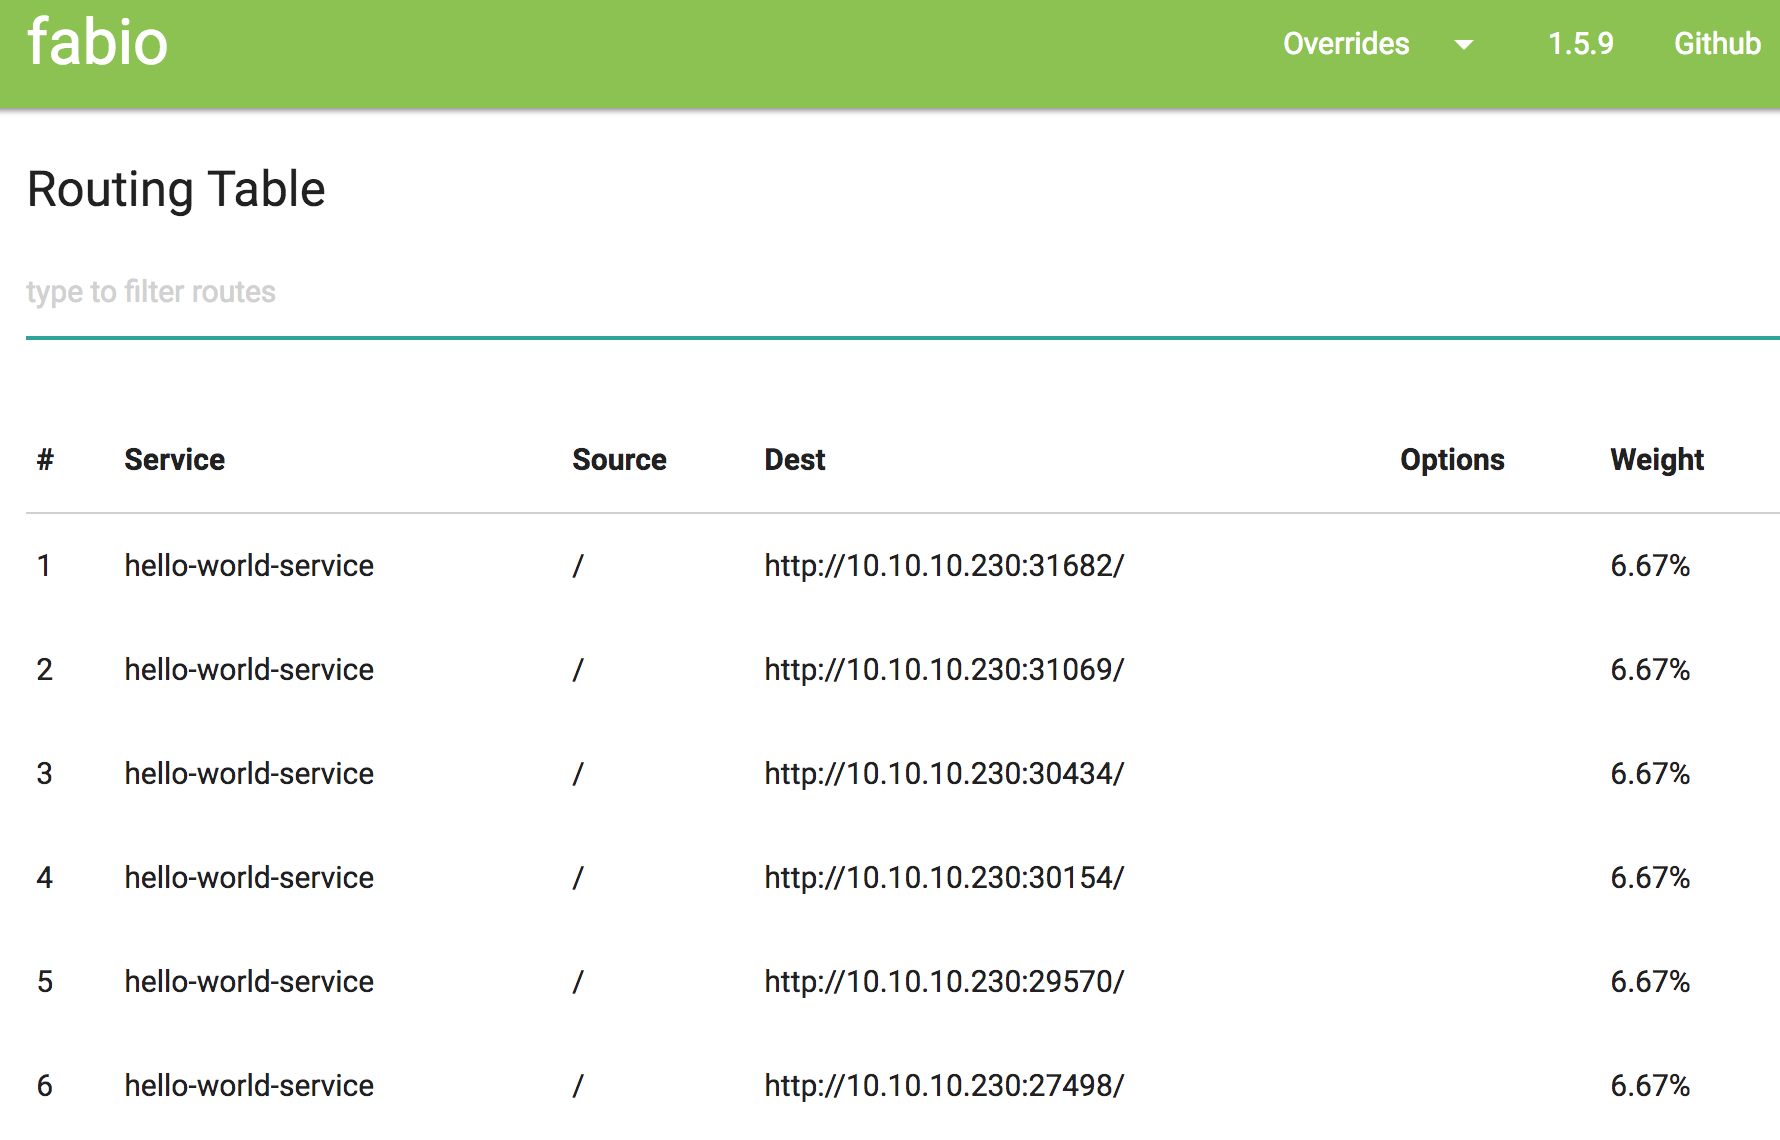 fabio Overrides 1.5.9 Github
Routing Table
type to filter routes
# Service Source Dest Options Weight
1 hello-world-service / http://10.10.10.230:31682/ 6.67%
2 hello-world-service / http://10.10.10.230:31069/ 6.67%
3 hello-world-service / http://10.10.10.230:30434/ 6.67%
4 hello-world-service / http://10.10.10.230:30154/ 6.67%
5 hello-world-service / http://10.10.10.230:29570/ 6.67%
6 hello-world-service / http://10.10.10.230:27498/ 6.67%